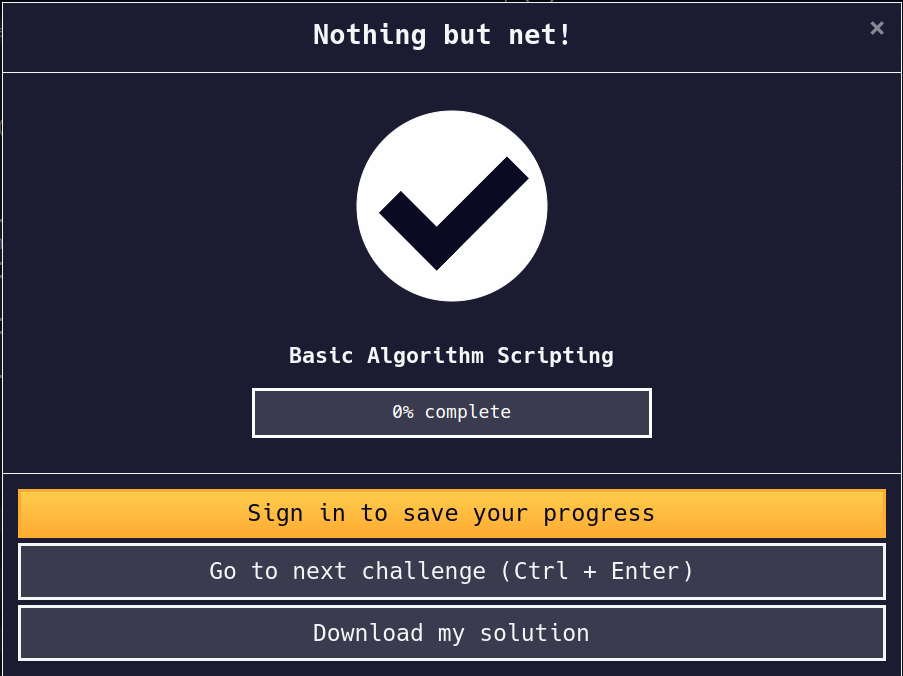 Nothing but net!
×
Basic Algorithm Scripting
0% complete
Sign in to save your progress
Go to next challenge (Ctrl + Enter)
Download my solution